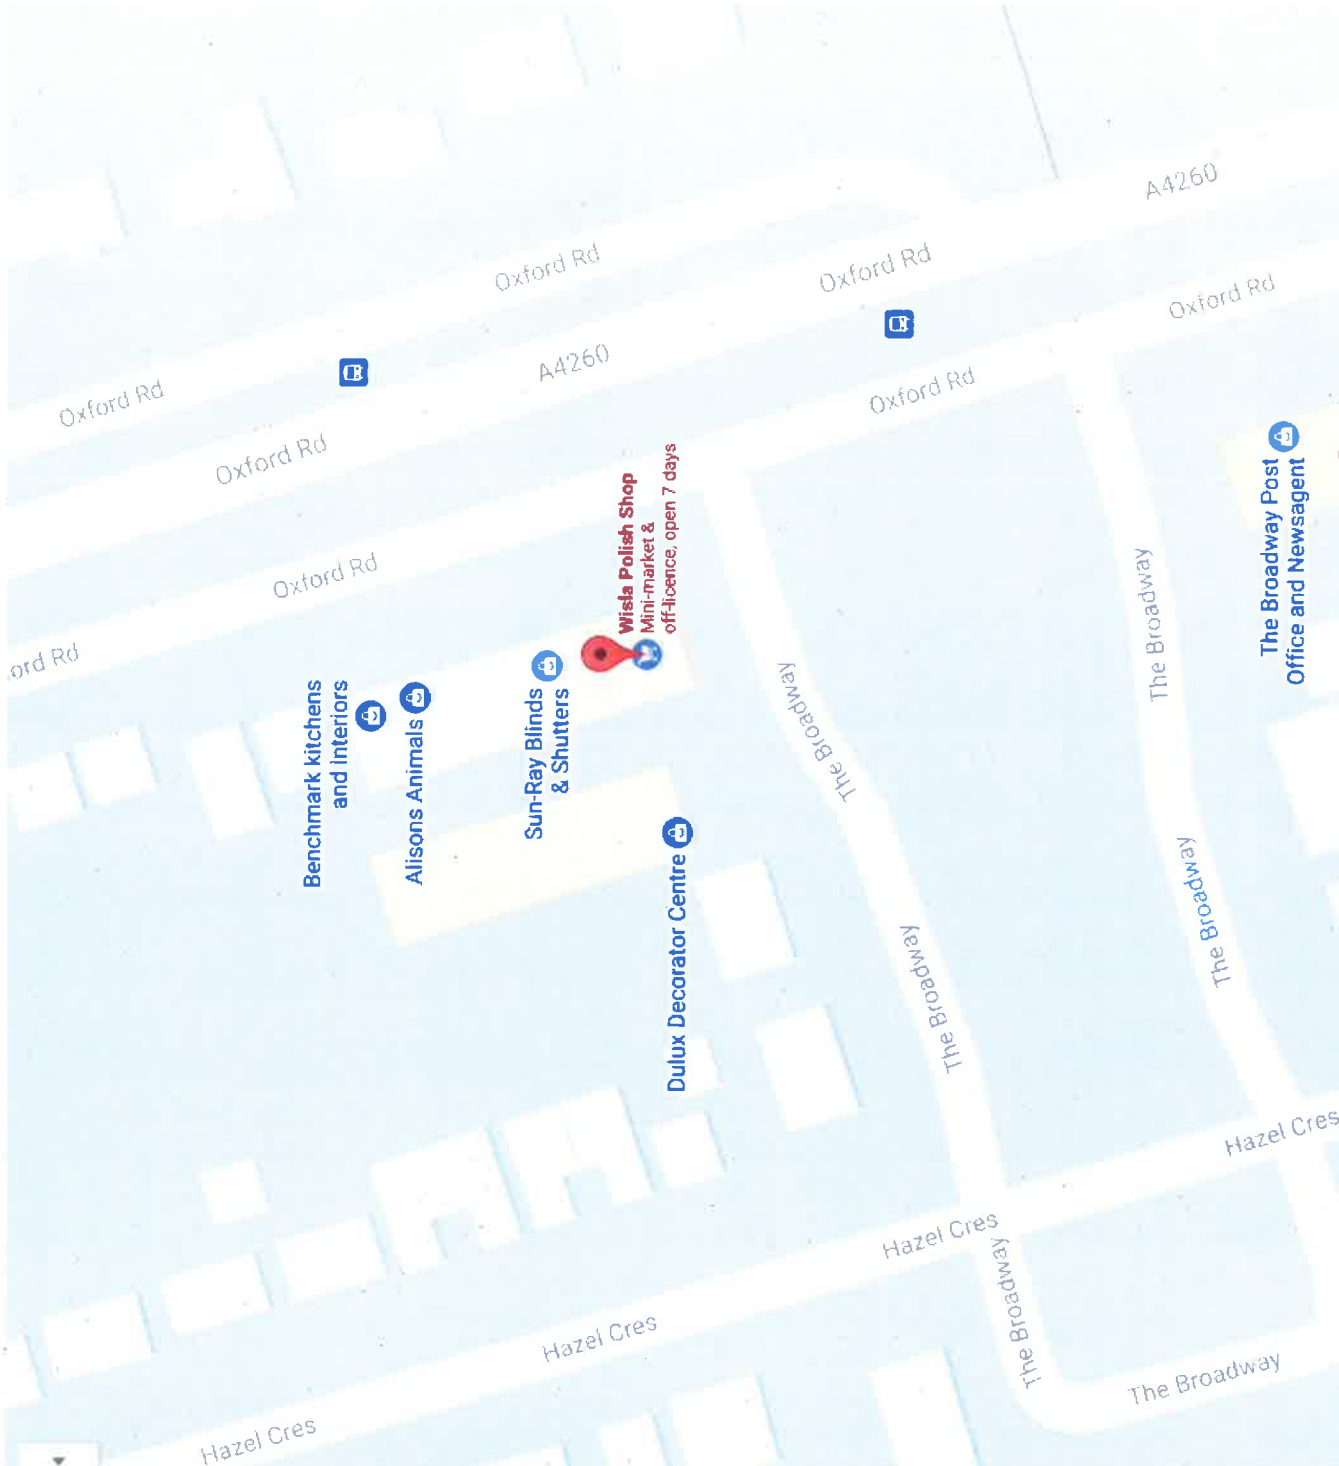 A4260
Oxford Rd
Oxford Rd
Oxford Rd
A4260
Oxford Rd
Oxford Rd
Oxford Rd
Oxford Rd
ord Rd
Wisla Polish Shop
Mini-market &
off-licence, open 7 days
The Broadway Post
Office and Newsagent
Benchmark kitchens
and interiors
Alisons Animals
Sun-Ray Blinds
& Shutters
Dulux Decorator Centre
The Broadway
The Broadway
The Broadway
The Broadway
Hazel Cres
Hazel Cres
The Broadway
Hazel Cres
The Broadway
Hazel Cres